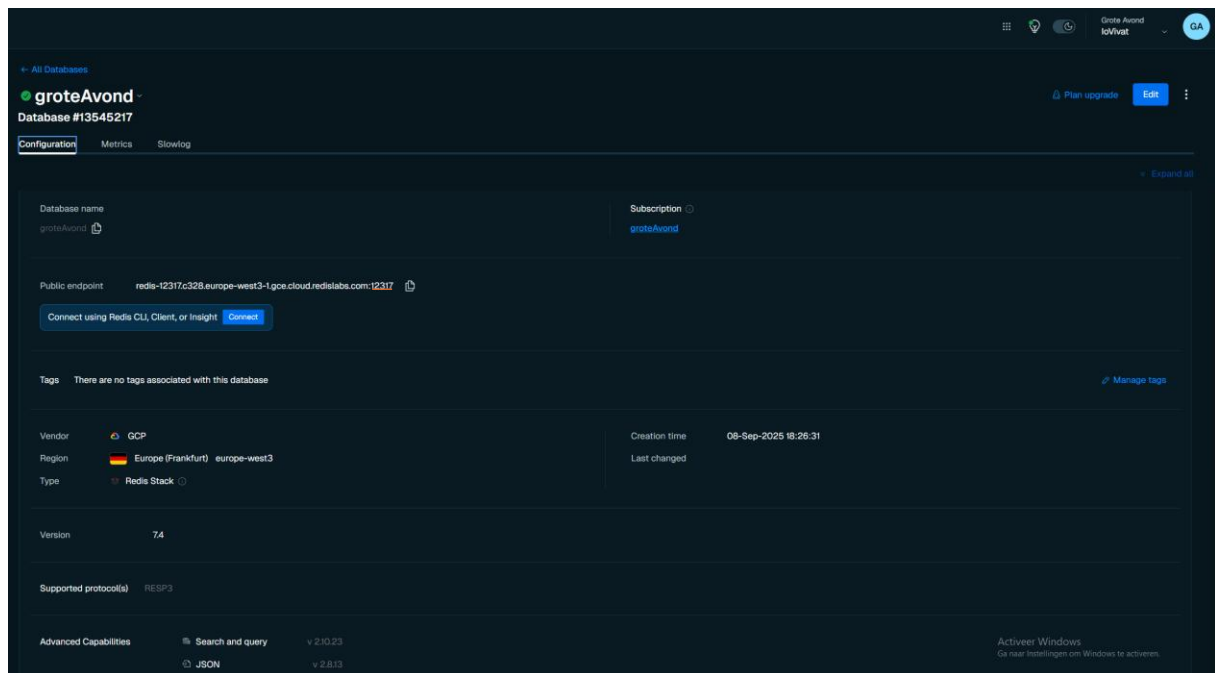 Grote Avond
IoVivat
GA
← All Databases
groteAvond
Plan upgrade
Edit
Database #13545217
Configuration Metrics Slowlog
Expand all
Database name
groteAvond
Subscription
groteAvond
Public endpoint redis-12317.c328.europe-west3-1.gce.cloud.redislabs.com:12317
Connect using Redis CLI, Client, or Insight Connect
Tags There are no tags associated with this database
Manage tags
Vendor GCP
Region Europe (Frankfurt) europe-west3
Type Redis Stack
Creation time 08-Sep-2025 18:26:31
Last changed
Version 7.4
Supported protocol(s) RESP3
Advanced Capabilities Search and query v 2.10.23
JSON v 2.8.13
Activeer Windows
Ga naar Instellingen om Windows te activeren.